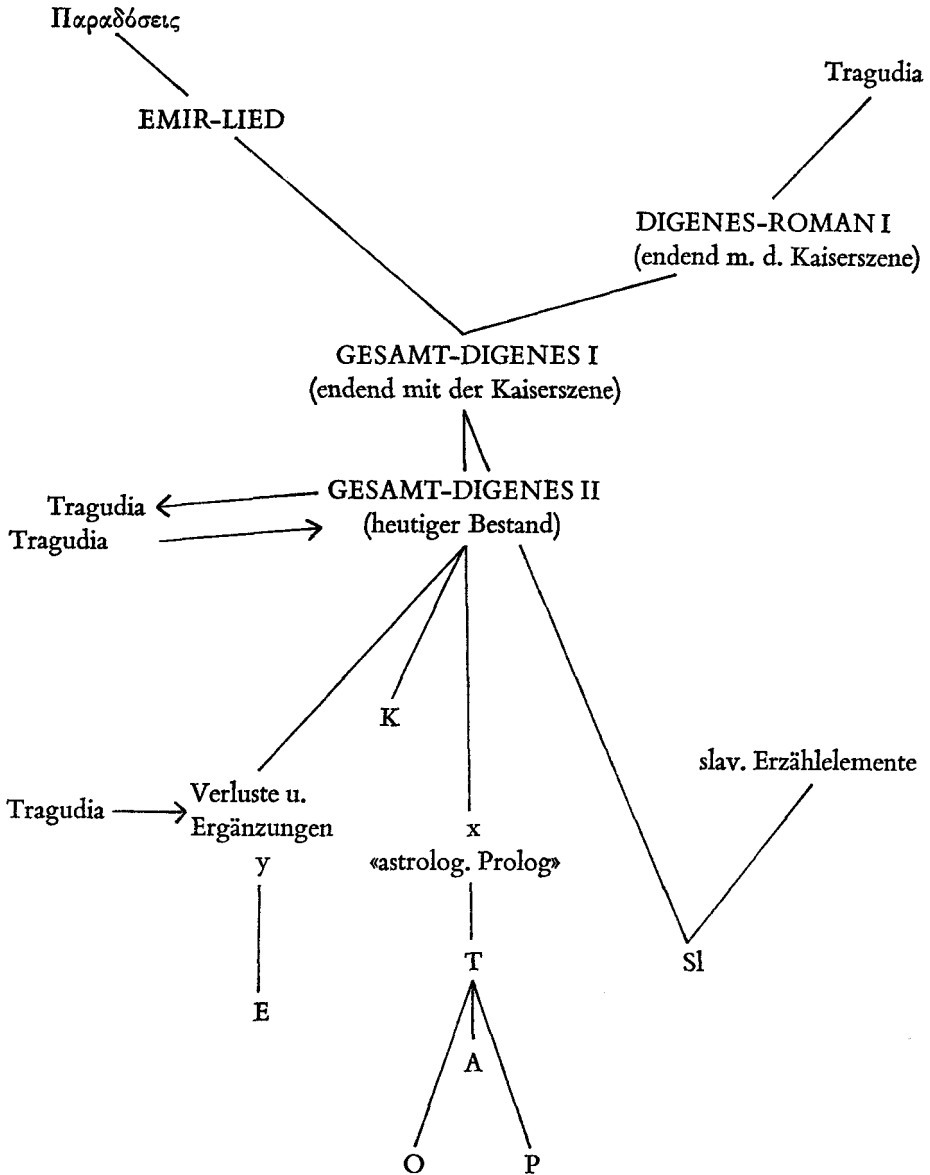 Παραδόσεις
Tragudia
EMIR-LIED
DIGENES-ROMAN I
(endend m. d. Kaiserszene)
GESAMT-DIGENES I
(endend mit der Kaiserszene)
GESAMT-DIGENES II
(heutiger Bestand)
Tragudia
Tragudia
K
slav. Erzählelemente
Tragudia
Verluste u.
Ergänzungen
y
x
«astrolog. Prolog»
T
Sl
E
A
O
P